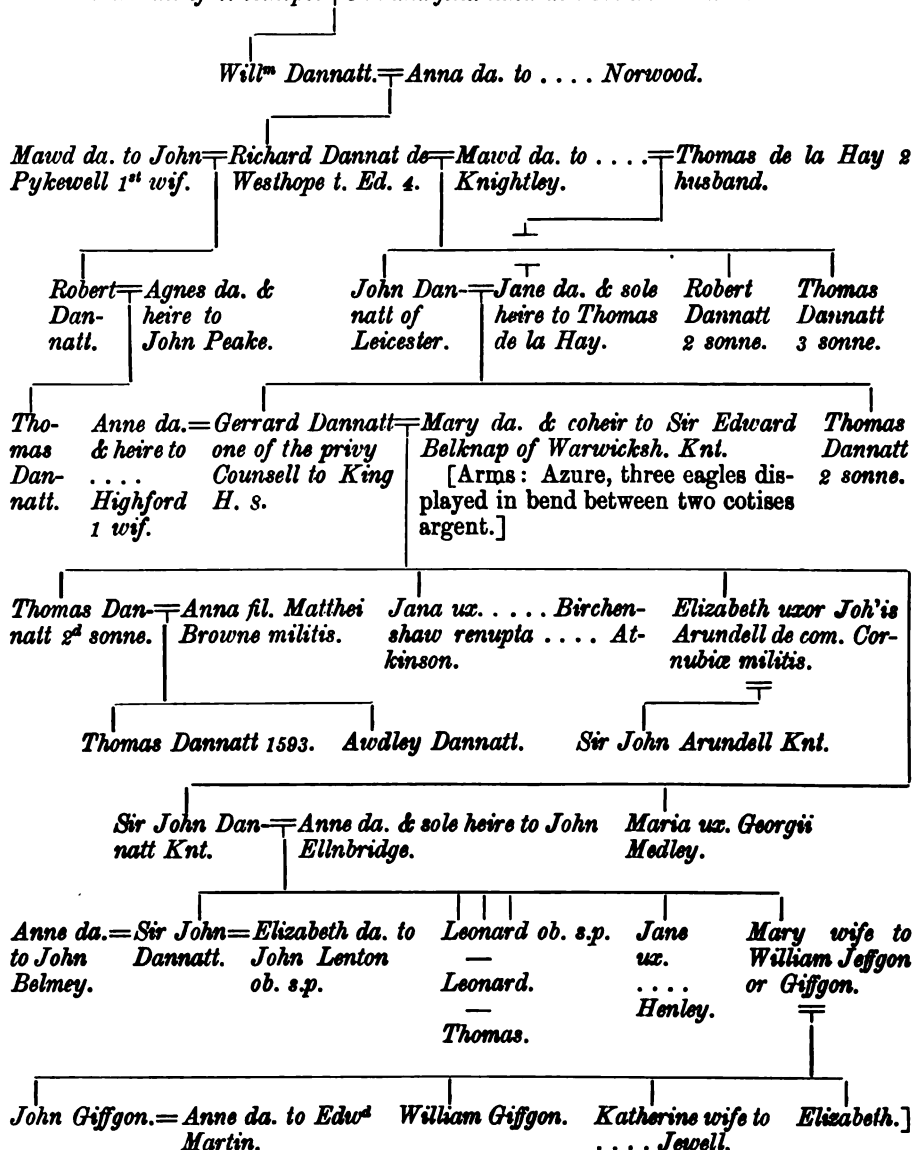 Willᵐ Dannatt.=Anna da. to . . . . Norwood.
Mawd da. to John=Richard Dannat de=Mawd da. to . . . .=Thomas de la Hay 2
Pykewell 1ˢᵗ wif. Westhope t. Ed. 4. Knightley. husband.
Robert=Agnes da. & John Dan-=Jane da. & sole Robert Thomas
Dan- heire to natt of heire to Thomas Dannatt Dannatt
natt. John Peake. Leicester. de la Hay. 2 sonne. 3 sonne.
Tho- Anne da.=Gerrard Dannatt=Mary da. & coheir to Sir Edward Thomas
mas & heire to one of the privy Belknap of Warwicksh. Knt. Dannatt
Dan- . . . . Counsell to King [Arms: Azure, three eagles dis- 2 sonne.
natt. Highford H. 8. played in bend between two cotises
1 wif. argent.]
Thomas Dan-=Anna fil. Matthei Jana ux. . . . . Birchen- Elizabeth uxor Joh'is
natt 2ᵈ sonne. Browne militis. shaw renupta . . . . At- Arundell de com. Cor-
kinson. nubiæ militis.
Thomas Dannatt 1593. Awdley Dannatt. Sir John Arundell Knt.
Sir John Dan-=Anne da. & sole heire to John Maria ux. Georgii
natt Knt. Ellnbridge. Medley.
Anne da.=Sir John=Elizabeth da. to Leonard ob. s.p. Jane Mary wife to
to John Dannatt. John Lenton — ux. William Jeffgon
Belmey. ob. s.p. Leonard. . . . . or Giffgon.
— Henley.
Thomas.
John Giffgon.=Anne da. to Edwᵈ William Giffgon. Katherine wife to Elizabeth.]
Martin. . . . . Jewell.